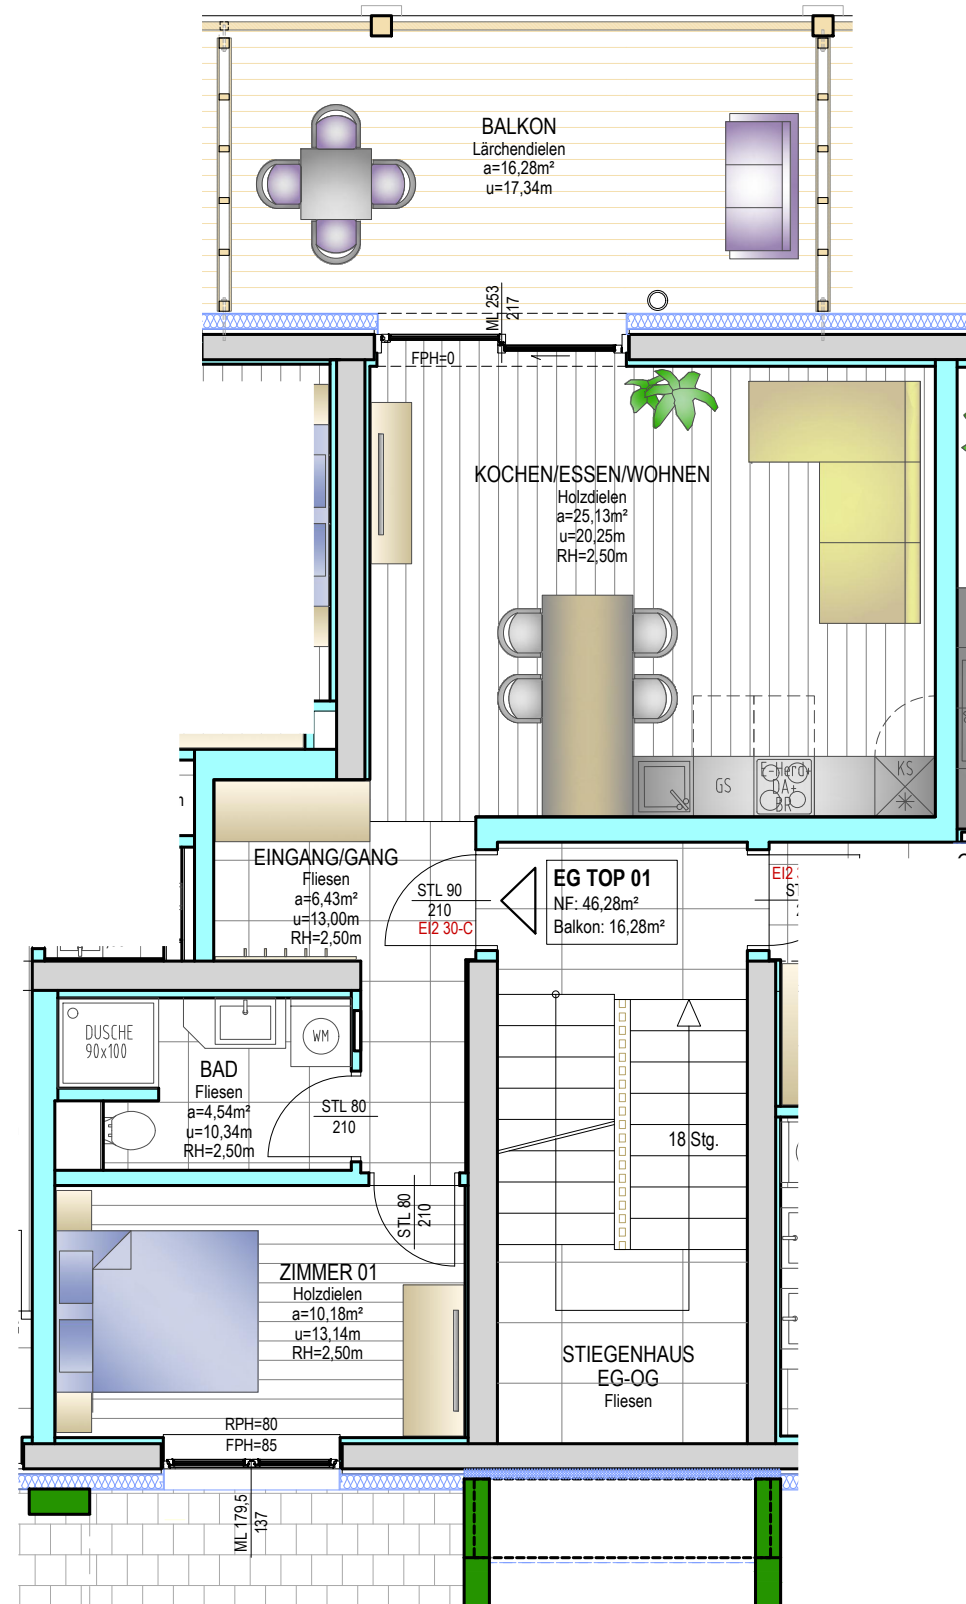 BALKON
Lärchendielen
a=16,28m²
u=17,34m
ML 253
217
FPH=0
KOCHEN/ESSEN/WOHNEN
Holzdielen
a=25,13m²
u=20,25m
RH=2,50m
GS
E-Herd+
DA+
BR
KS
EINGANG/GANG
Fliesen
a=6,43m²
u=13,00m
RH=2,50m
STL 90
210
EI2 30-C
EG TOP 01
NF: 46,28m²
Balkon: 16,28m²
EI2
DUSCHE
90x100
WM
BAD
Fliesen
a=4,54m²
u=10,34m
RH=2,50m
STL 80
210
18 Stg.
STL 80
210
ZIMMER 01
Holzdielen
a=10,18m²
u=13,14m
RH=2,50m
STIEGENHAUS
EG-OG
Fliesen
RPH=80
FPH=85
ML 179,5
137